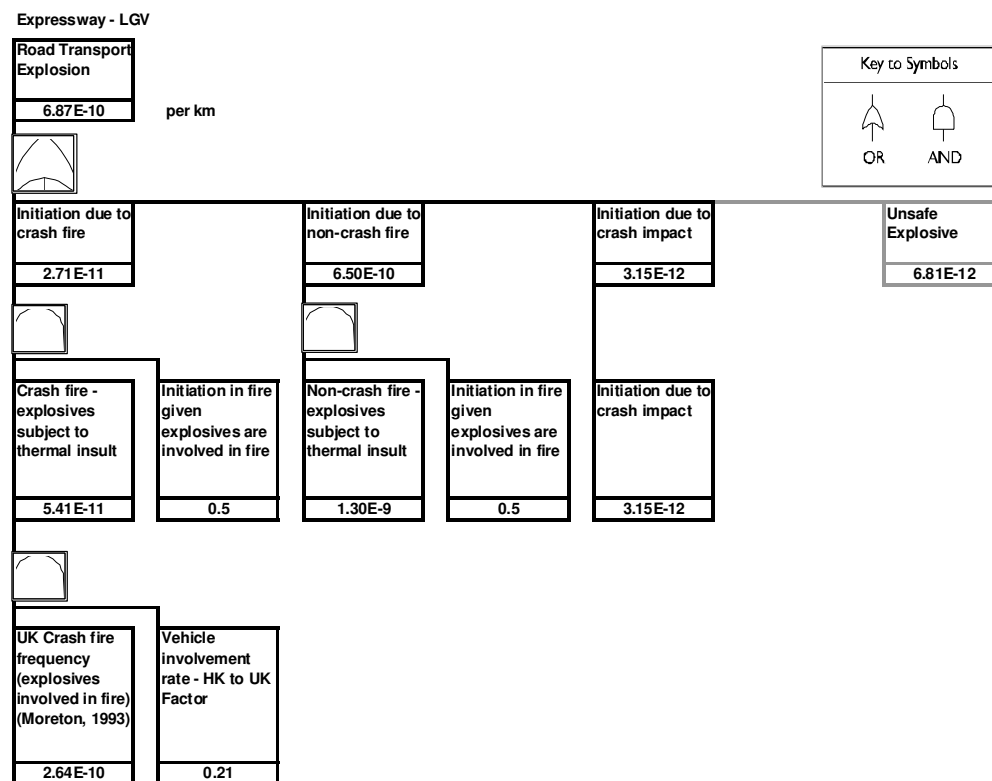 Expressway - LGV
Road Transport
Explosion
6.87E-10
per km
Key to Symbols
OR
AND
Initiation due to
crash fire
2.71E-11
Initiation due to
non-crash fire
6.50E-10
Initiation due to
crash impact
3.15E-12
Unsafe
Explosive
6.81E-12
Crash fire -
explosives
subject to
thermal insult
5.41E-11
Initiation in fire
given
explosives are
involved in fire
0.5
Non-crash fire -
explosives
subject to
thermal insult
1.30E-9
Initiation in fire
given
explosives are
involved in fire
0.5
Initiation due to
crash impact
3.15E-12
UK Crash fire
frequency
(explosives
involved in fire)
(Moreton, 1993)
2.64E-10
Vehicle
involvement
rate - HK to UK
Factor
0.21